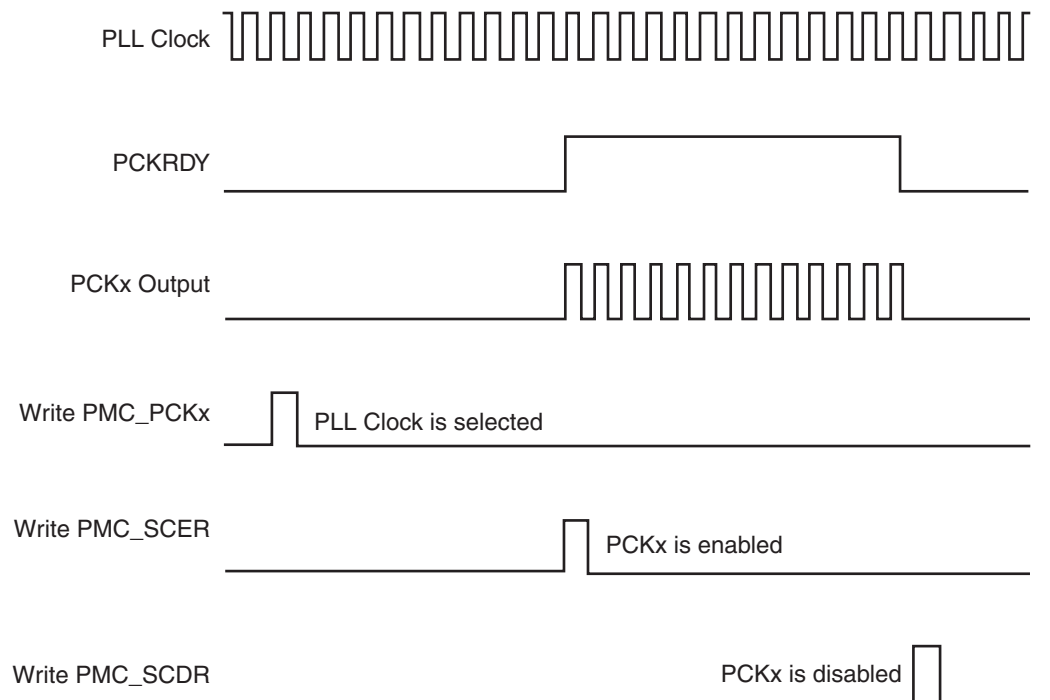 PLL Clock
PCKRDY
PCKx Output
Write PMC_PCKx
PLL Clock is selected
Write PMC_SCER
PCKx is enabled
Write PMC_SCDR
PCKx is disabled